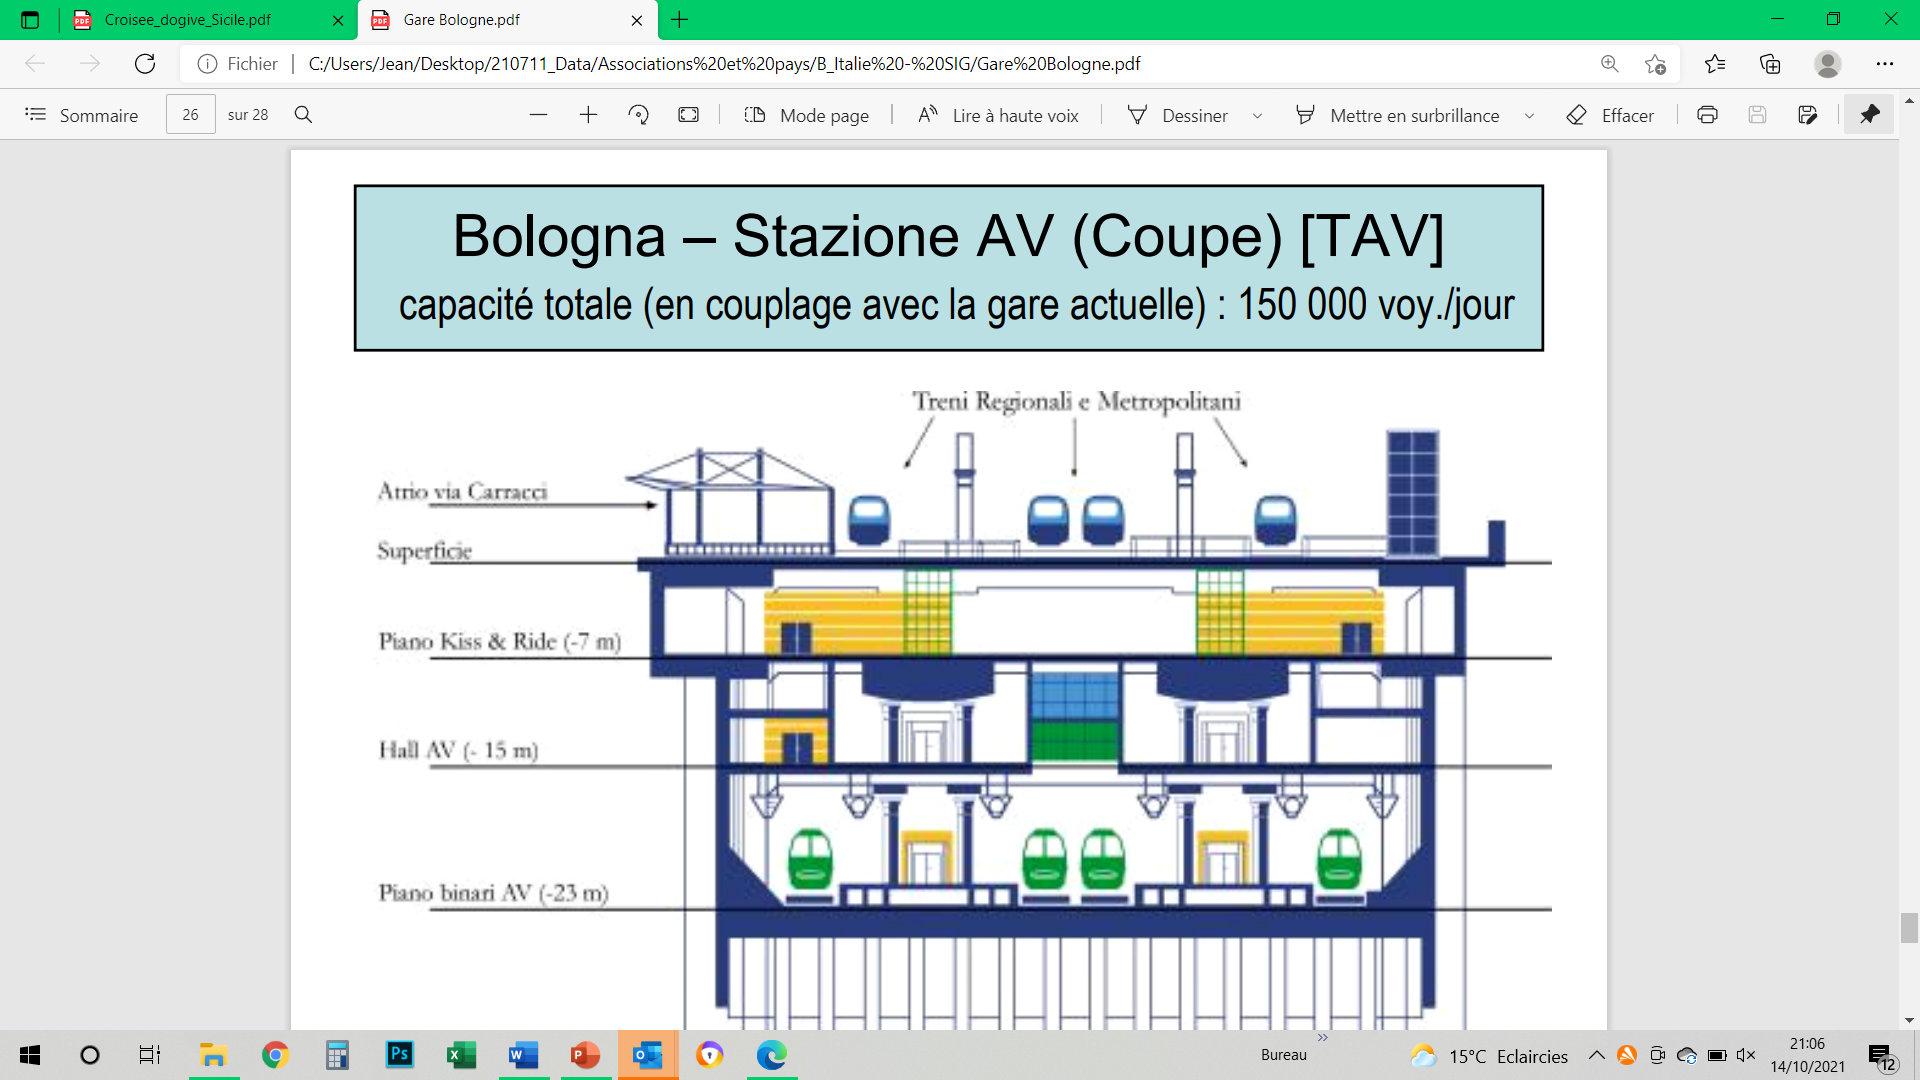 Croisee_dogive_Sicile.pdf
Gare Bologne.pdf
Fichier
C:/Users/Jean/Desktop/210711_Data/Associations%20et%20pays/B_Italie%20-%20SIG/Gare%20Bologne.pdf
Sommaire
26
sur 28
Mode page
Lire à haute voix
Dessiner
Mettre en surbrillance
Effacer
Bologna – Stazione AV (Coupe) [TAV]
capacité totale (en couplage avec la gare actuelle) : 150 000 voy./jour
Treni Regionali e Metropolitani
Atrio via Carracci
Superficie
Piano Kiss & Ride (-7 m)
Hall AV (- 15 m)
Piano binari AV (-23 m)
Bureau
15°C Eclaircies
21:06
14/10/2021
12